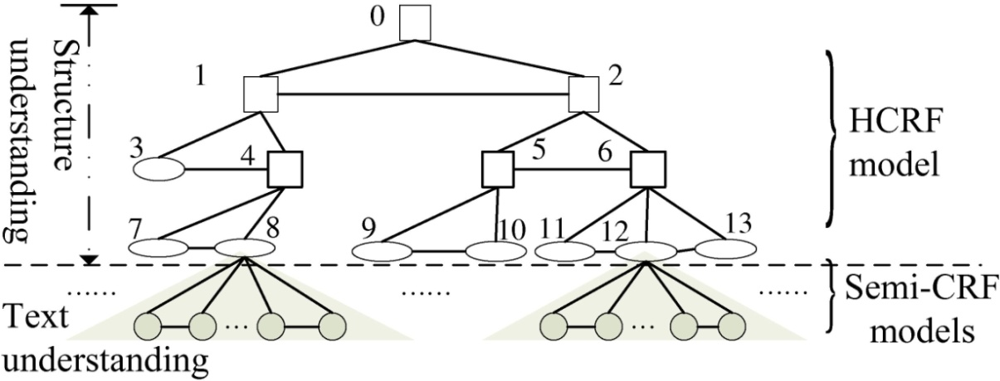 0
1
2
3
4
5
6
7
8
9
10
11
12
13
Structure
understanding
HCRF
model
......
......
......
Semi-CRF
models
Text
understanding
...
...